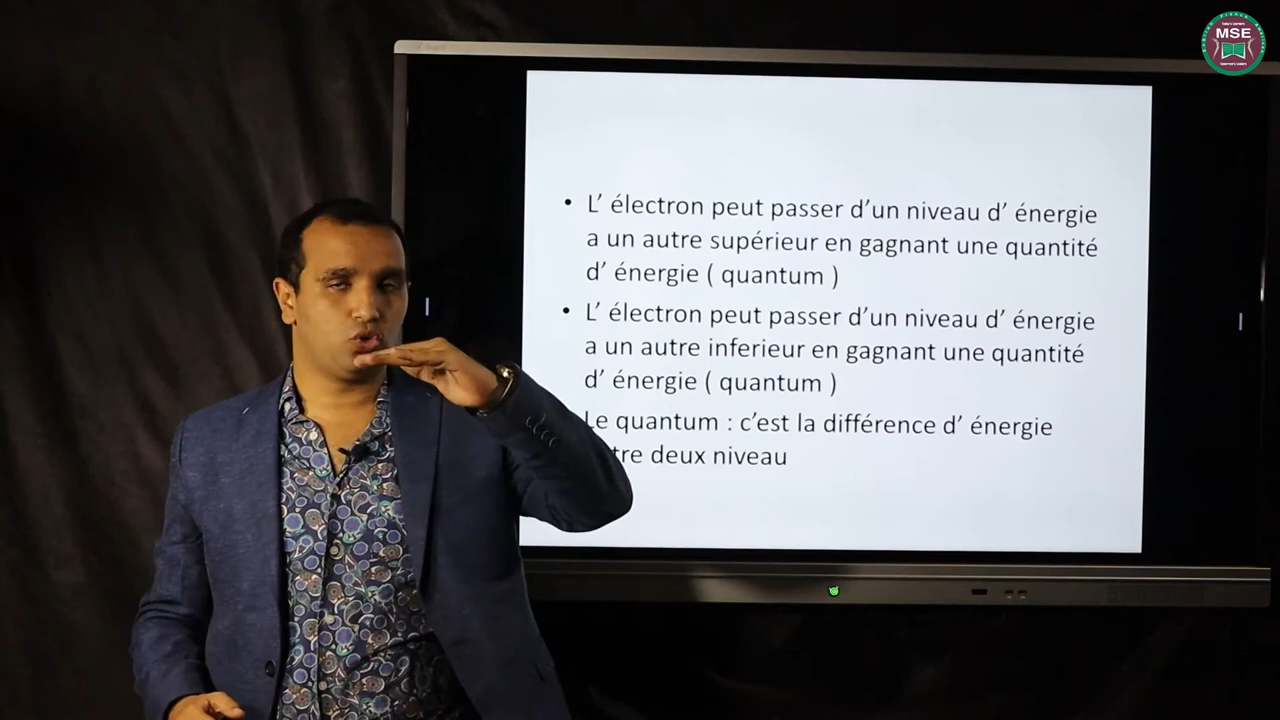 MSE
• L’ électron peut passer d’un niveau d’ énergie
a un autre supérieur en gagnant une quantité
d’ énergie ( quantum )
• L’ électron peut passer d’un niveau d’ énergie
a un autre inferieur en gagnant une quantité
d’ énergie ( quantum )
Le quantum : c’est la différence d’ énergie
tre deux niveau